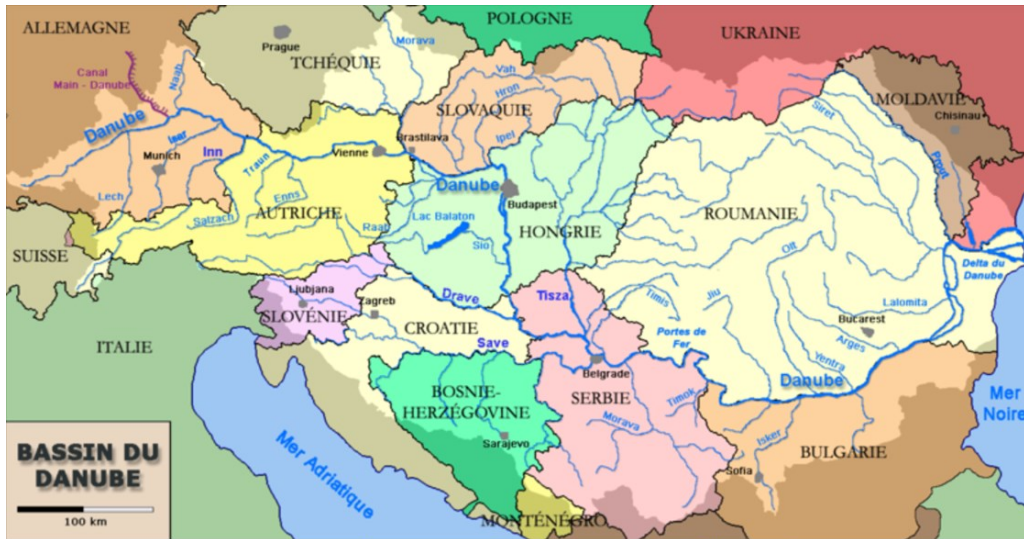 ALLEMAGNE
POLOGNE
UKRAINE
Prague
Morava
TCHÉQUIE
Canal
Main - Danube
Naab
Vah
Hron
SLOVAQUIE
MOLDAVIE
Chisinau
Siret
Danube
Isar
Brastilava
Ipel
Munich
Inn
Traun
Vienne
Prout
Danube
Lech
Enns
Budapest
Salzach
AUTRICHE
Lac Balaton
ROUMANIE
Raab
HONGRIE
SUISSE
Sio
Olt
Delta du
Danube
Ljubjana
Drave
Tisza
Timis
Jiu
Zagreb
Lalomita
SLOVÉNIE
CROATIE
Bucarest
ITALIE
Portes de
Fer
Arges
Save
Yentra
Belgrade
Danube
BOSNIE-
HERZÉGOVINE
SERBIE
Timok
Mer
Noire
Morava
Mer Adriatique
Sarajevo
Isker
BULGARIE
BASSIN DU
DANUBE
Sofia
100 km
MONTÉNÉGRO